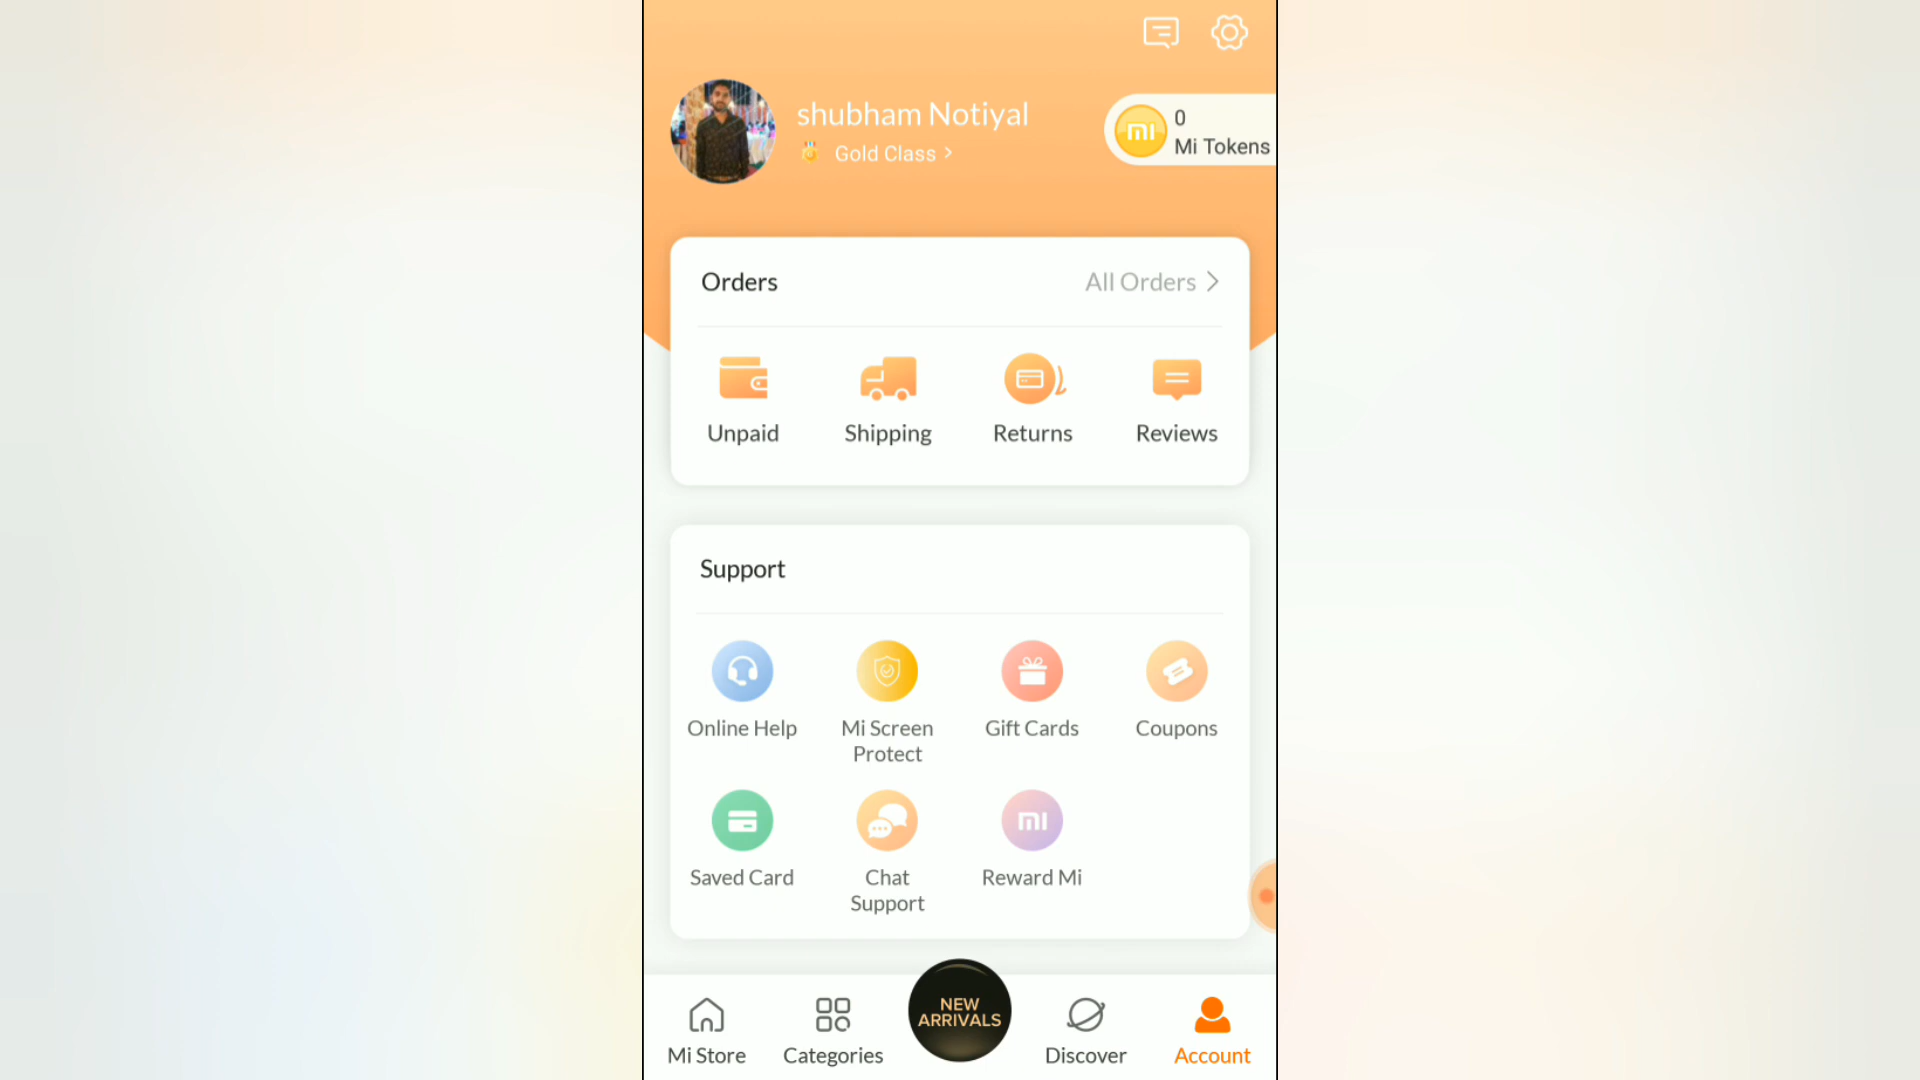 shubham Notiyal
Gold Class >
mi
0
Mi Tokens
Orders
All Orders >
Unpaid
Shipping
Returns
Reviews
Support
Online Help
Mi Screen
Protect
Gift Cards
Coupons
Saved Card
Chat
Support
mi
Reward Mi
NEW
ARRIVALS
Mi Store
Categories
Discover
Account